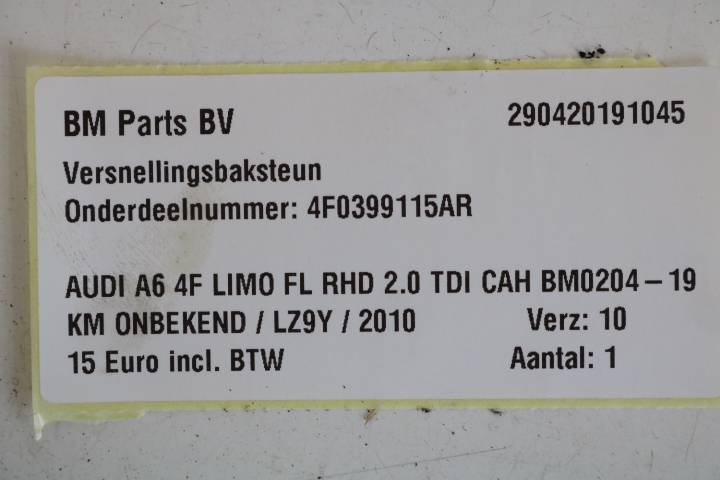 BM Parts BV 290420191045
Versnellingsbaksteun
Onderdeelnummer: 4F0399115AR
AUDI A6 4F LIMO FL RHD 2.0 TDI CAH BM0204-19
KM ONBEKEND / LZ9Y / 2010 Verz: 10
15 Euro incl. BTW Aantal: 1